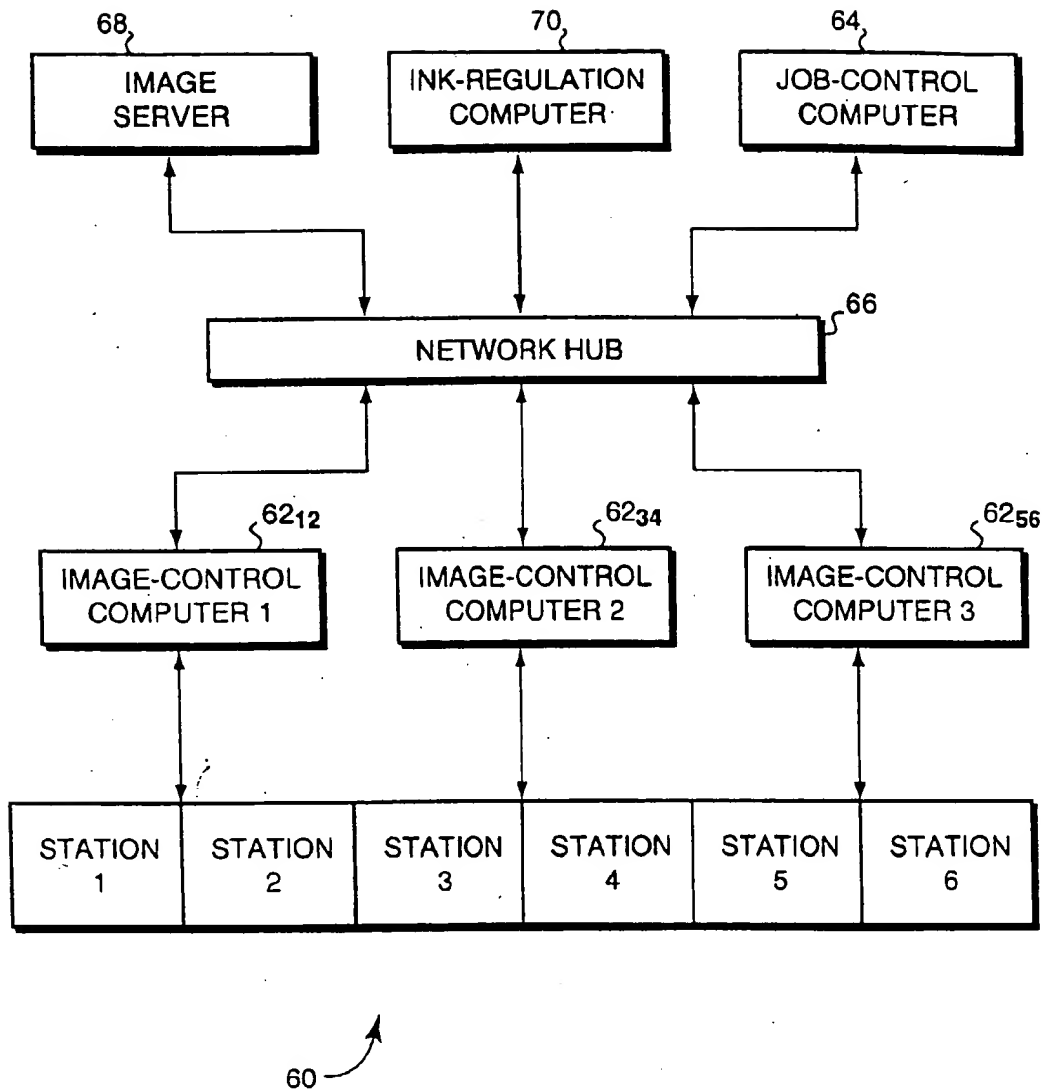 68
70
64
IMAGE
SERVER
INK-REGULATION
COMPUTER
JOB-CONTROL
COMPUTER
66
NETWORK HUB
62₁₂
62₃₄
62₅₆
IMAGE-CONTROL
COMPUTER 1
IMAGE-CONTROL
COMPUTER 2
IMAGE-CONTROL
COMPUTER 3
STATION
1
STATION
2
STATION
3
STATION
4
STATION
5
STATION
6
60